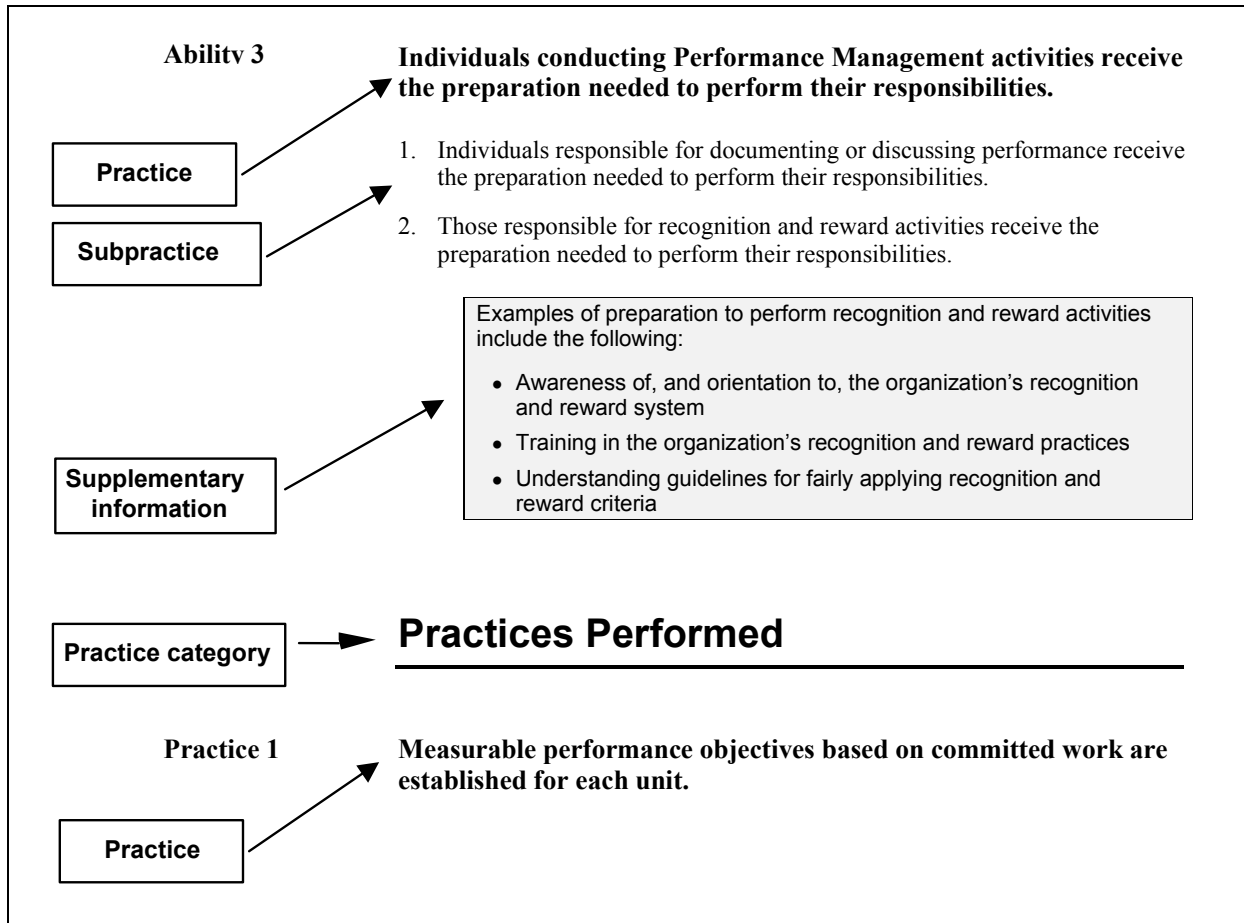 Ability 3
Individuals conducting Performance Management activities receive
the preparation needed to perform their responsibilities.
Practice
1. Individuals responsible for documenting or discussing performance receive
the preparation needed to perform their responsibilities.
Subpractice
2. Those responsible for recognition and reward activities receive the
preparation needed to perform their responsibilities.
Examples of preparation to perform recognition and reward activities
include the following:
• Awareness of, and orientation to, the organization’s recognition
and reward system
• Training in the organization’s recognition and reward practices
• Understanding guidelines for fairly applying recognition and
reward criteria
Supplementary
information
Practice category
Practices Performed
Practice 1
Measurable performance objectives based on committed work are
established for each unit.
Practice